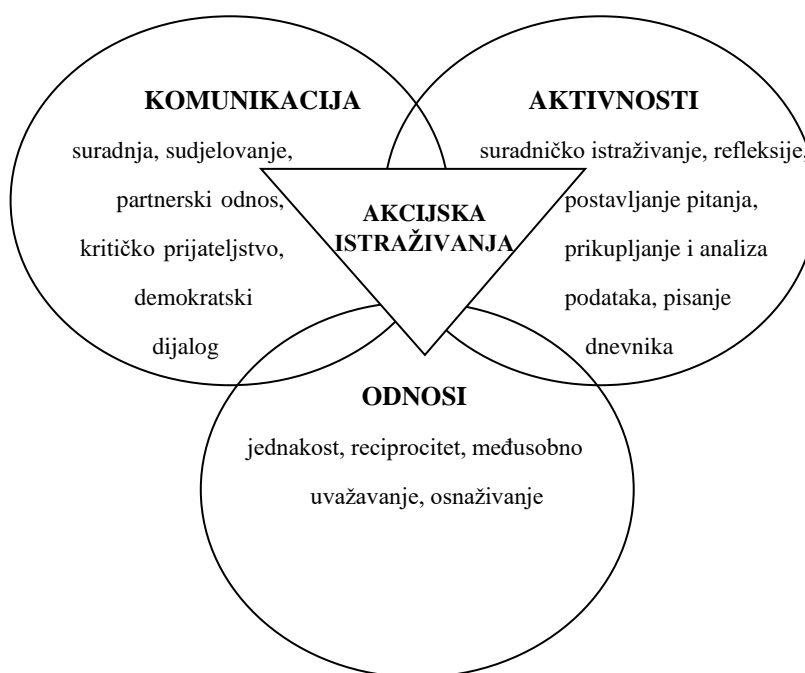 KOMUNIKACIJA
suradnja, sudjelovanje,
partnerski odnos,
kritičko prijateljstvo,
demokratski
dijalog
AKTIVNOSTI
suradničko istraživanje, refleksije,
postavljanje pitanja,
prikupljanje i analiza
podataka, pisanje
dnevnika
AKCIJSKA
ISTRAŽIVANJA
ODNOSI
jednakost, reciprocitet, međusobno
uvažavanje, osnaživanje